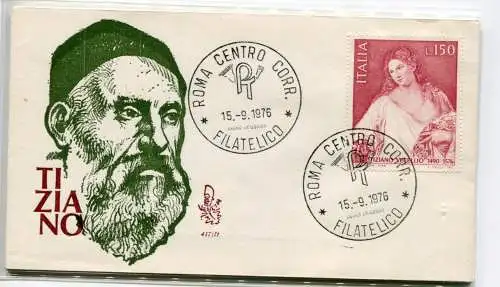 TI
ZIA
NO
ROMA CENTRO CORR.
15.-9.1976
FILATELICO
ITALIA
L.150
TIZIANO VECELLIO 1490-1576
ROMA CENTRO CORR.
15.-9.1976
FILATELICO